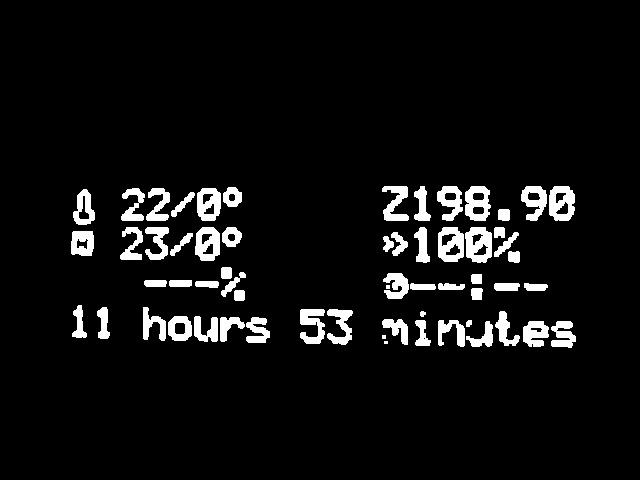 22/0° Z198.90
23/0° »100%
---% --:--
11 hours 53 minutes